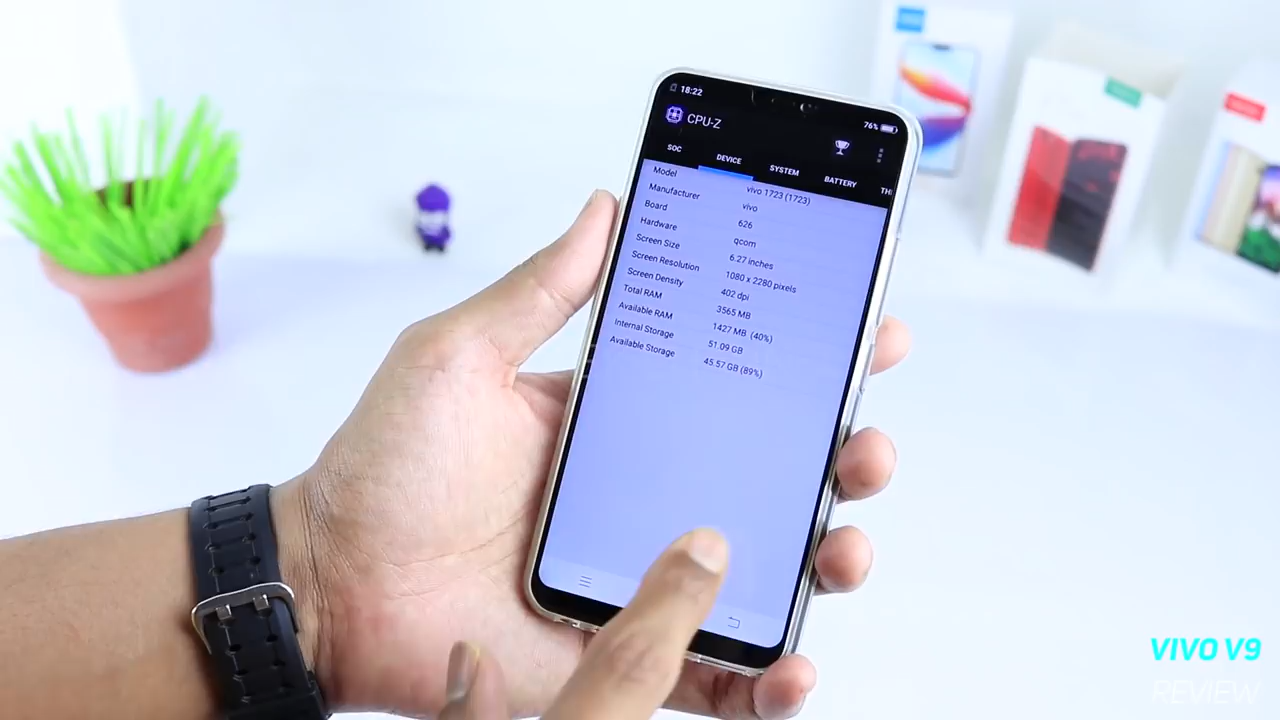 18:22
76%
CPU-Z
SOC DEVICE SYSTEM BATTERY TH
Model vivo 1723 (1723)
Manufacturer vivo
Board 626
Hardware qcom
Screen Size 6.27 inches
Screen Resolution 1080 x 2280 pixels
Screen Density 402 dpi
Total RAM 3565 MB
Available RAM 1427 MB (40%)
Internal Storage 51.09 GB
Available Storage 45.57 GB (89%)
VIVO V9
REVIEW